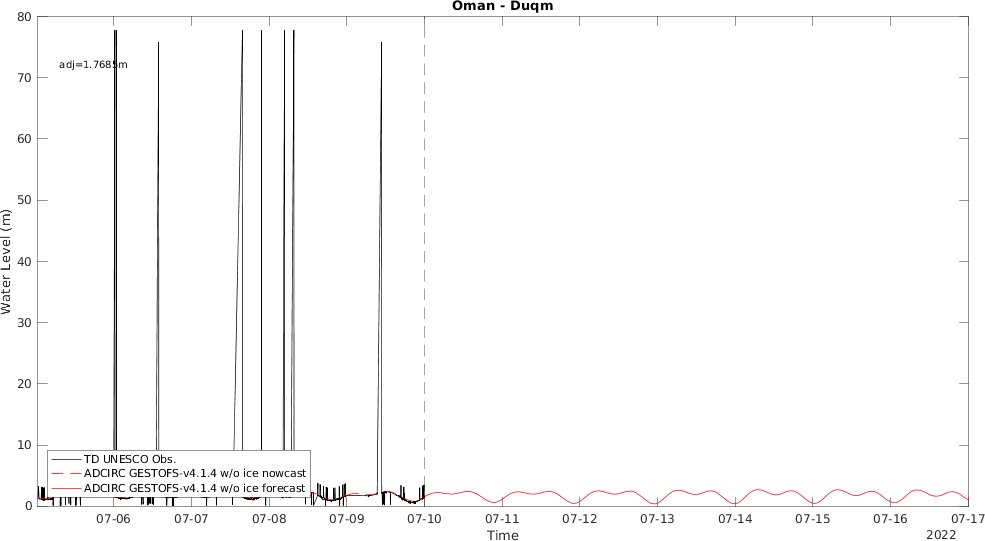 Oman - Duqm
80
adj=1.7685m
70
60
50
40
30
20
10
0
Water Level (m)
TD UNESCO Obs.
ADCIRC GESTOFS-v4.1.4 w/o ice nowcast
ADCIRC GESTOFS-v4.1.4 w/o ice forecast
07-06 07-07 07-08 07-09 07-10 07-11 07-12 07-13 07-14 07-15 07-16 07-17
Time
2022